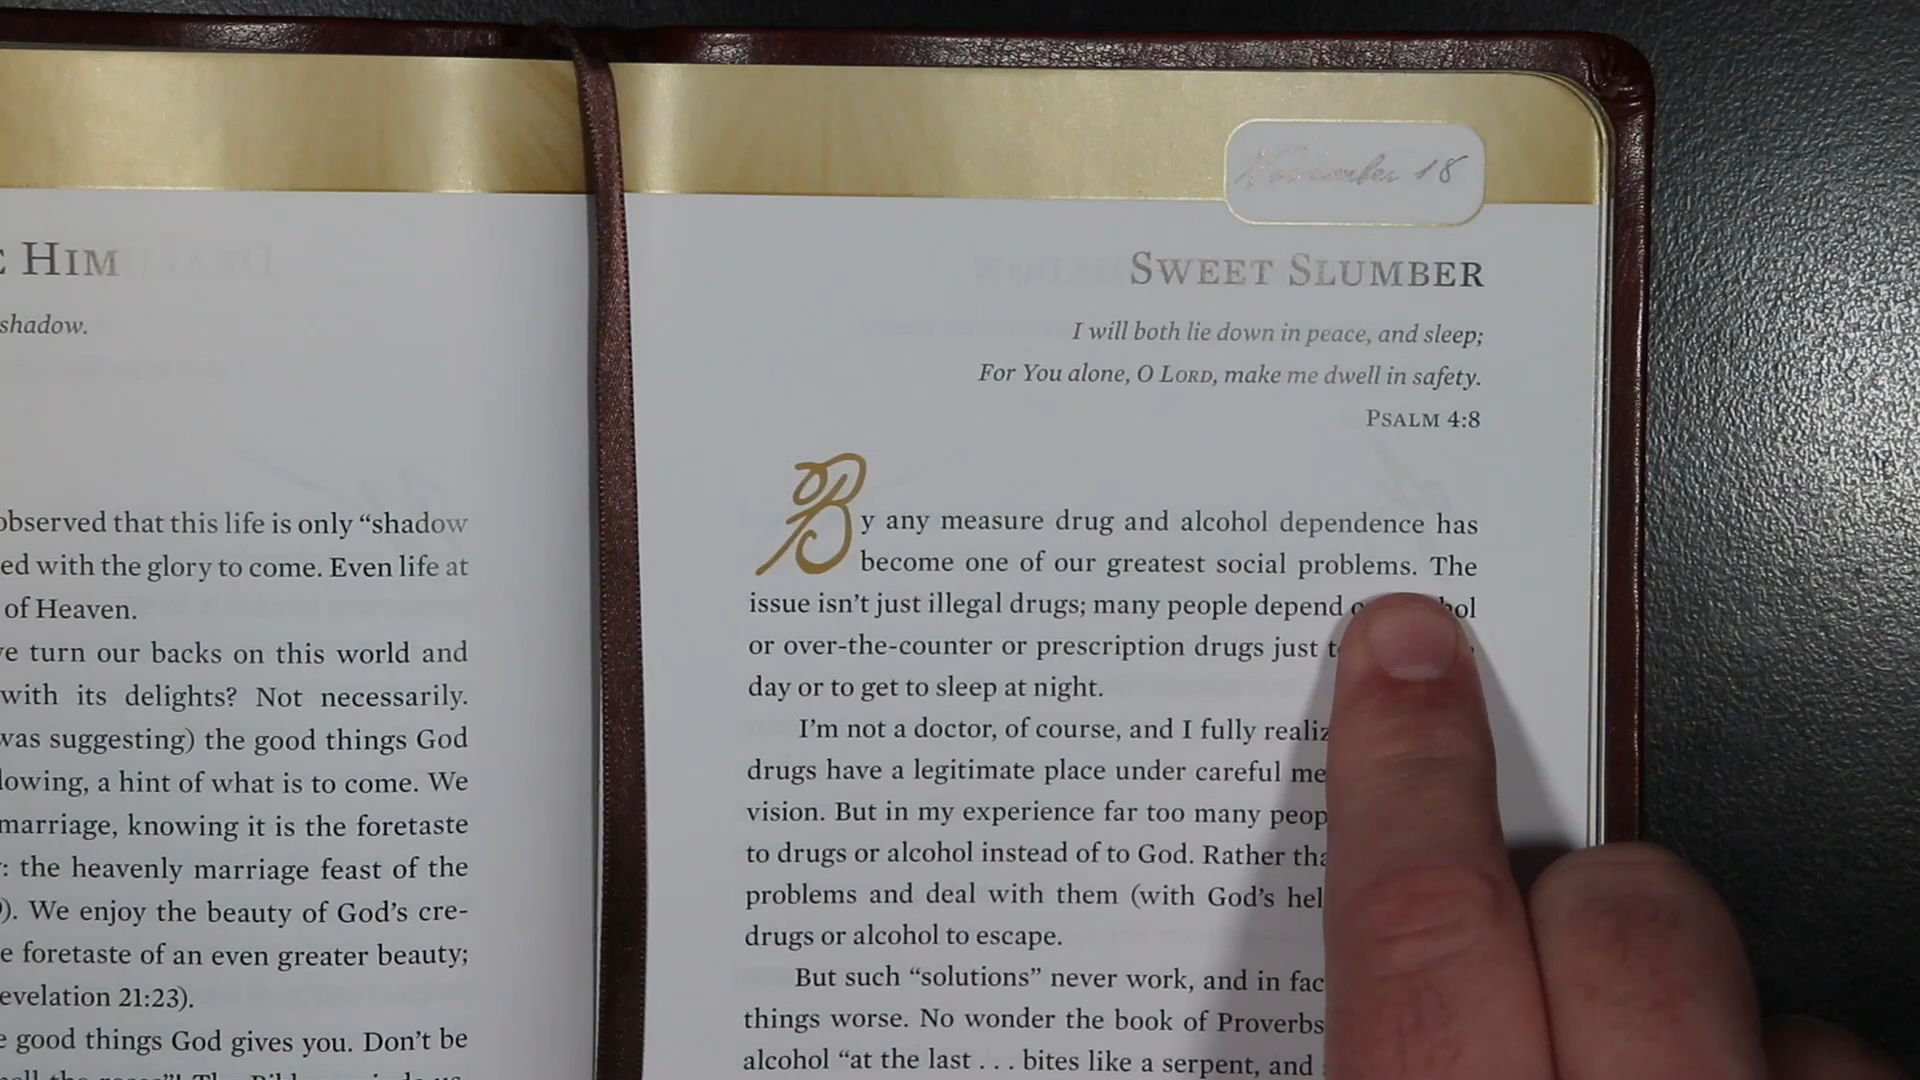 E HIM
shadow.
observed that this life is only “shadow
ed with the glory to come. Even life at
of Heaven.
e turn our backs on this world and
with its delights? Not necessarily.
was suggesting) the good things God
lowing, a hint of what is to come. We
marriage, knowing it is the foretaste
: the heavenly marriage feast of the
). We enjoy the beauty of God’s cre-
e foretaste of an even greater beauty;
evelation 21:23).
e good things God gives you. Don’t be
November 18
SWEET SLUMBER
I will both lie down in peace, and sleep;
For You alone, O LORD, make me dwell in safety.
PSALM 4:8
By any measure drug and alcohol dependence has
become one of our greatest social problems. The
issue isn’t just illegal drugs; many people depend
or over-the-counter or prescription drugs just
day or to get to sleep at night.
I’m not a doctor, of course, and I fully realiz
drugs have a legitimate place under careful me
vision. But in my experience far too many peop
to drugs or alcohol instead of to God. Rather tha
problems and deal with them (with God’s hel
drugs or alcohol to escape.
But such “solutions” never work, and in fac
things worse. No wonder the book of Proverbs
alcohol “at the last . . . bites like a serpent, and